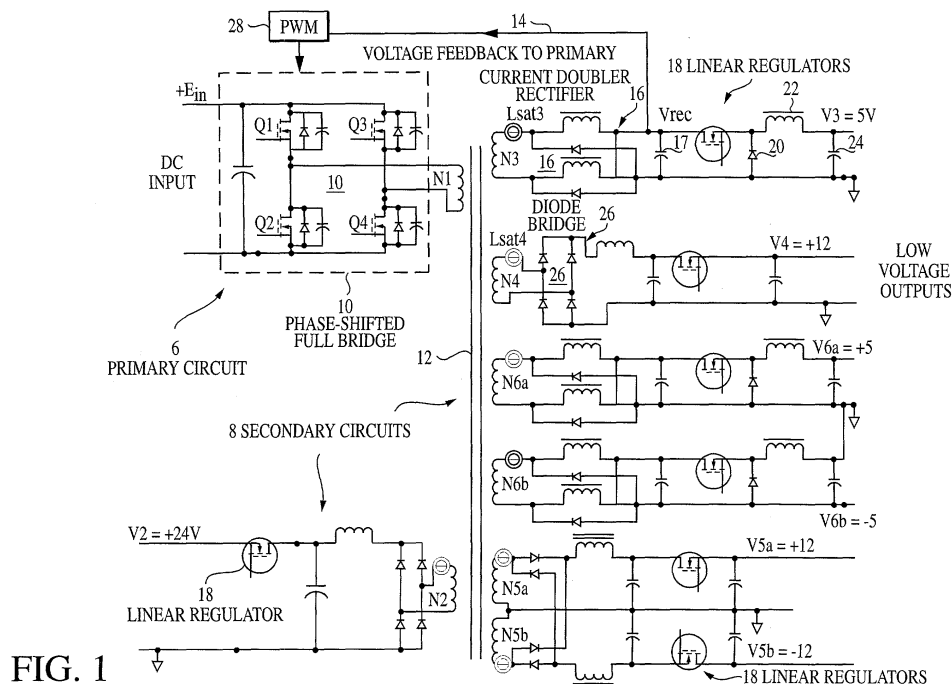 28
PWM
14
VOLTAGE FEEDBACK TO PRIMARY
CURRENT DOUBLER
RECTIFIER
18 LINEAR REGULATORS
+Ein
Q1
Q3
DC
INPUT
10
N1
Q2
Q4
10
PHASE-SHIFTED
FULL BRIDGE
6
PRIMARY CIRCUIT
12
Lsat3
16
Vrec
22
V3 = 5V
17
20
24
N3
16
DIODE
BRIDGE
26
Lsat4
V4 = +12
N4
26
LOW
VOLTAGE
OUTPUTS
V6a = +5
N6a
8 SECONDARY CIRCUITS
N6b
V6b = -5
V2 = +24V
18
LINEAR REGULATOR
N2
V5a = +12
N5a
N5b
V5b = -12
18 LINEAR REGULATORS
FIG. 1